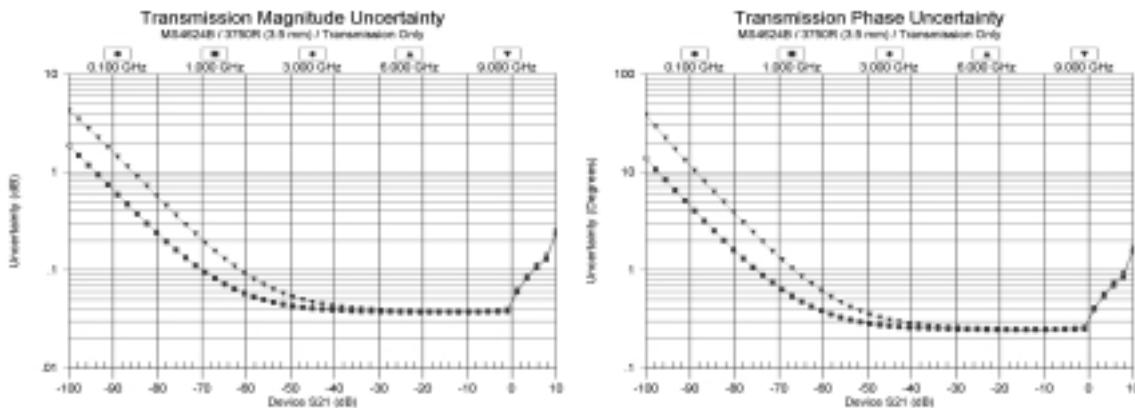 Transmission Magnitude Uncertainty
MS4624B / 3750R (3.5 mm) / Transmission Only
0.100 GHz 1.000 GHz 3.000 GHz 6.000 GHz 9.000 GHz
10
1
.1
.01
Uncertainty (dB)
-100 -90 -80 -70 -60 -50 -40 -30 -20 -10 0 10
Device S21 (dB)
Transmission Phase Uncertainty
MS4624B / 3750R (3.5 mm) / Transmission Only
0.100 GHz 1.000 GHz 3.000 GHz 6.000 GHz 9.000 GHz
100
10
1
.1
Uncertainty (Degrees)
-100 -90 -80 -70 -60 -50 -40 -30 -20 -10 0 10
Device S21 (dB)